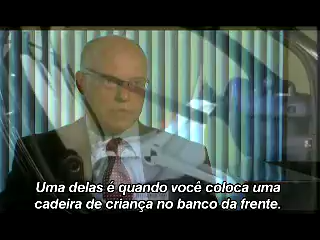 Uma delas é quando você coloca uma
cadeira de criança no banco da frente.